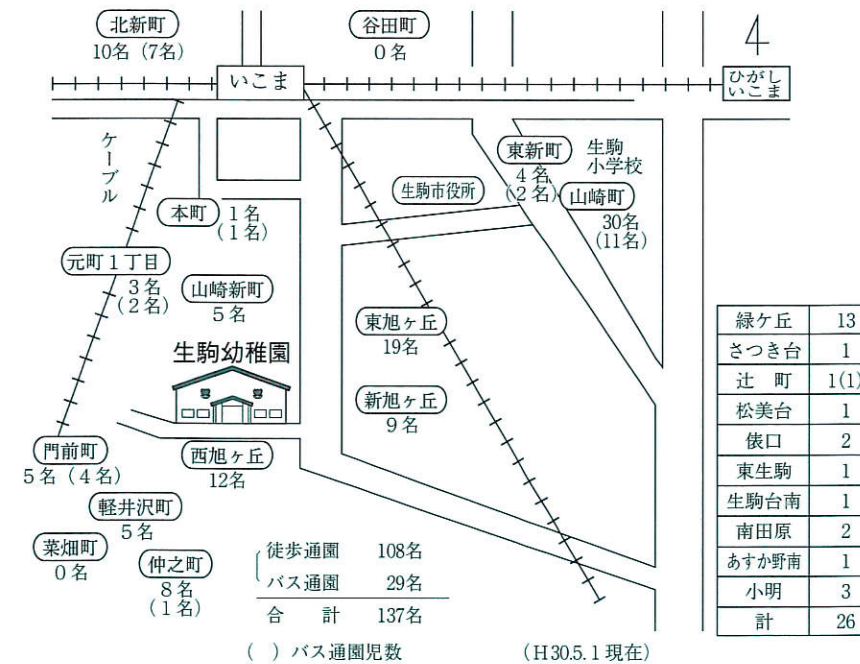 北新町
10名（7名）
谷田町
0名
4
いこま
ひがし
いこま
ケーブル
東新町
4名
（2名）
生駒
小学校
山崎町
30名
（11名）
生駒市役所
本町
1名
（1名）
元町1丁目
3名
（2名）
山崎新町
5名
東旭ヶ丘
19名
生駒幼稚園
新旭ヶ丘
9名
門前町
5名（4名）
西旭ヶ丘
12名
軽井沢町
5名
菜畑町
0名
仲之町
8名
（1名）
徒歩通園 108名
バス通園 29名
合計 137名
（ ）バス通園児数
（H30.5.1現在）
緑ケ丘 13
さつき台 1
辻町 1(1)
松美台 1
俵口 2
東生駒 1
生駒台南 1
南田原 2
あすか野南 1
小明 3
計 26